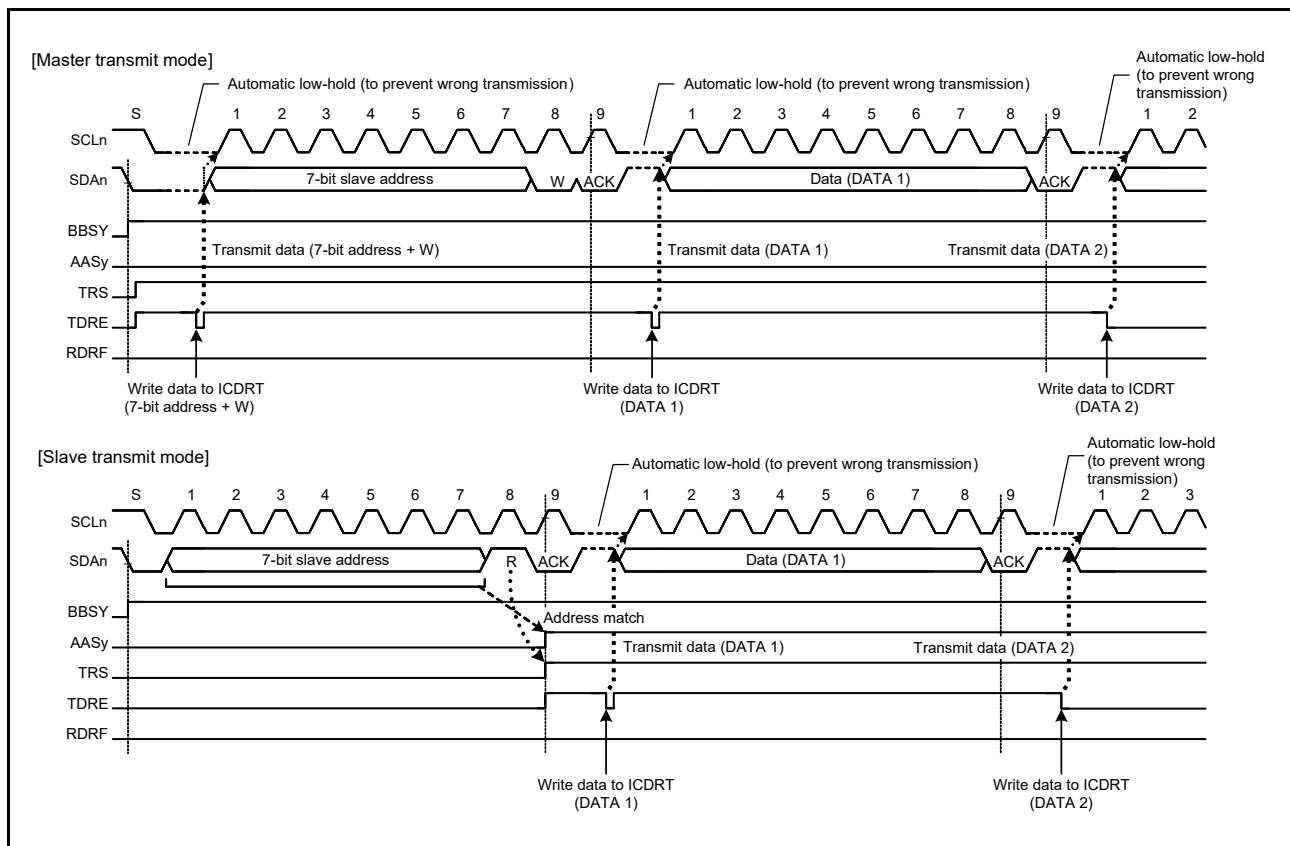 [Master transmit mode]
Automatic low-hold (to prevent wrong transmission)
Automatic low-hold (to prevent wrong transmission)
Automatic low-hold
(to prevent wrong
transmission)
S 1 2 3 4 5 6 7 8 9 1 2 3 4 5 6 7 8 9 1 2
SCLn
SDAn 7-bit slave address W ACK Data (DATA 1) ACK
BBSY
Transmit data (7-bit address + W) Transmit data (DATA 1) Transmit data (DATA 2)
AASy
TRS
TDRE
RDRF
Write data to ICDRT
(7-bit address + W)
Write data to ICDRT
(DATA 1)
Write data to ICDRT
(DATA 2)
[Slave transmit mode]
Automatic low-hold (to prevent wrong transmission)
Automatic low-hold
(to prevent wrong
transmission)
S 1 2 3 4 5 6 7 8 9 1 2 3 4 5 6 7 8 9 1 2 3
SCLn
SDAn 7-bit slave address R ACK Data (DATA 1) ACK
BBSY
Address match
AASy
Transmit data (DATA 1) Transmit data (DATA 2)
TRS
TDRE
RDRF
Write data to ICDRT
(DATA 1)
Write data to ICDRT
(DATA 2)